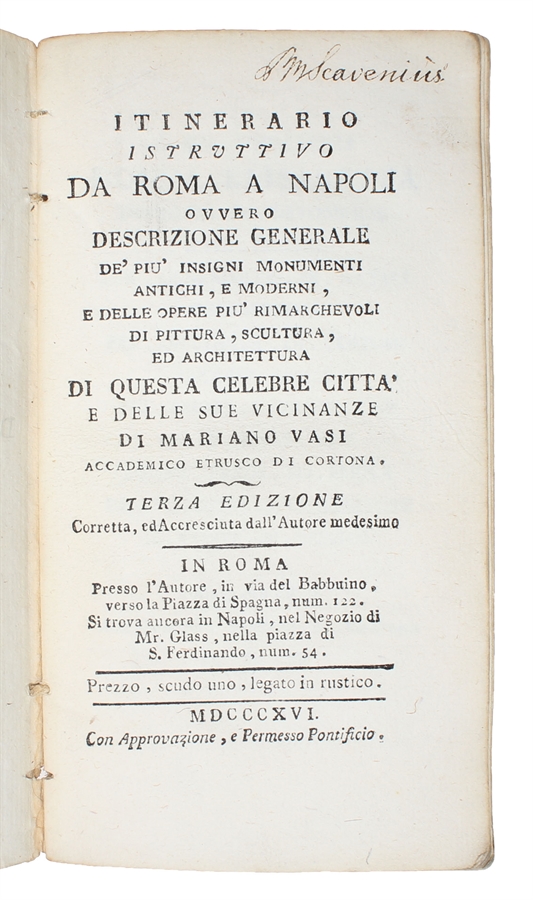 PMScavenius
ITINERARIO
ISTRUTTIVO
DA ROMA A NAPOLI
OVVERO
DESCRIZIONE GENERALE
DE' PIU' INSIGNI MONUMENTI
ANTICHI, E MODERNI,
E DELLE OPERE PIU' RIMARCHEVOLI
DI PITTURA, SCULTURA,
ED ARCHITETTURA
DI QUESTA CELEBRE CITTA'
E DELLE SUE VICINANZE
DI MARIANO VASI
ACCADEMICO ETRUSCO DI CORTONA.
TERZA EDIZIONE
Corretta, ed Accresciuta dall'Autore medesimo
IN ROMA
Presso l'Autore, in via del Babbuino,
verso la Piazza di Spagna, num. 122.
Si trova ancora in Napoli, nel Negozio di
Mr. Glass, nella piazza di
S. Ferdinando, num. 54.
Prezzo, scudo uno, legato in rustico.
MDCCCXVI.
Con Approvazione, e Permesso Pontificio.